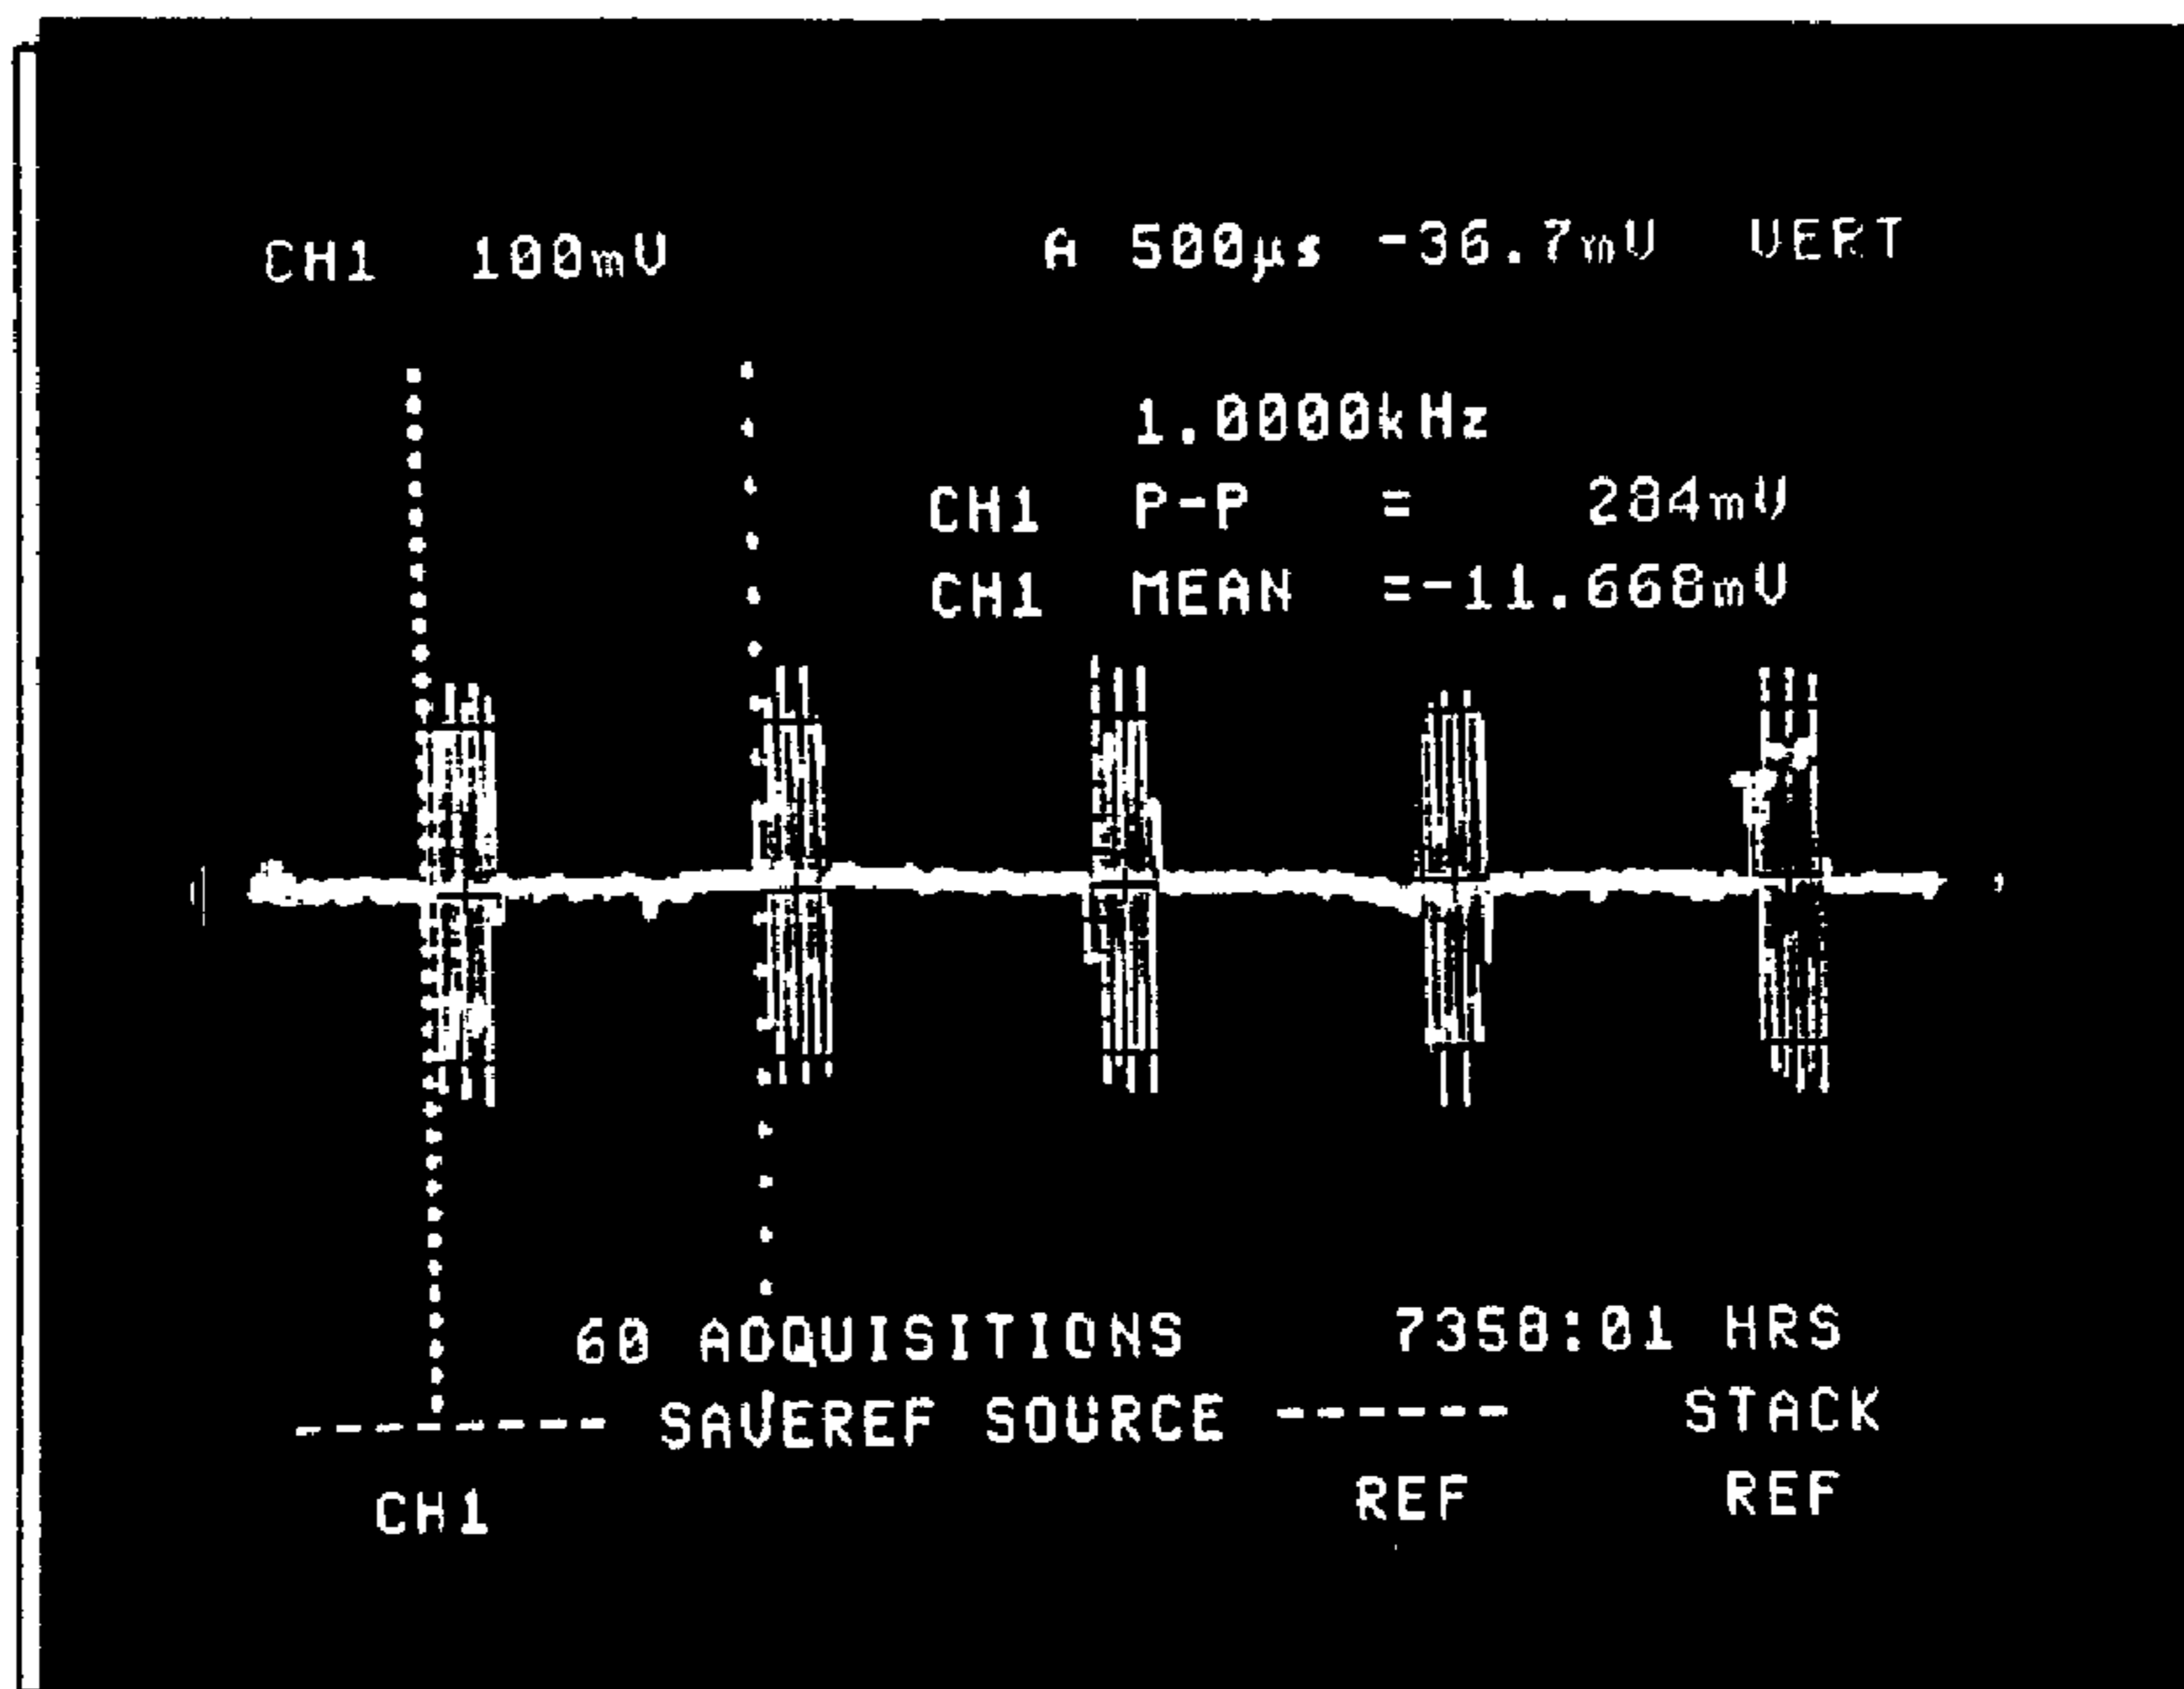 CH1 100mV A 500µs -36.7mV VERT
1.0000kHz
CH1 P-P = 284mV
CH1 MEAN =-11.668mV
60 ACQUISITIONS 7358:01 HRS
--------SAVEREF SOURCE------ STACK
CH1 REF REF